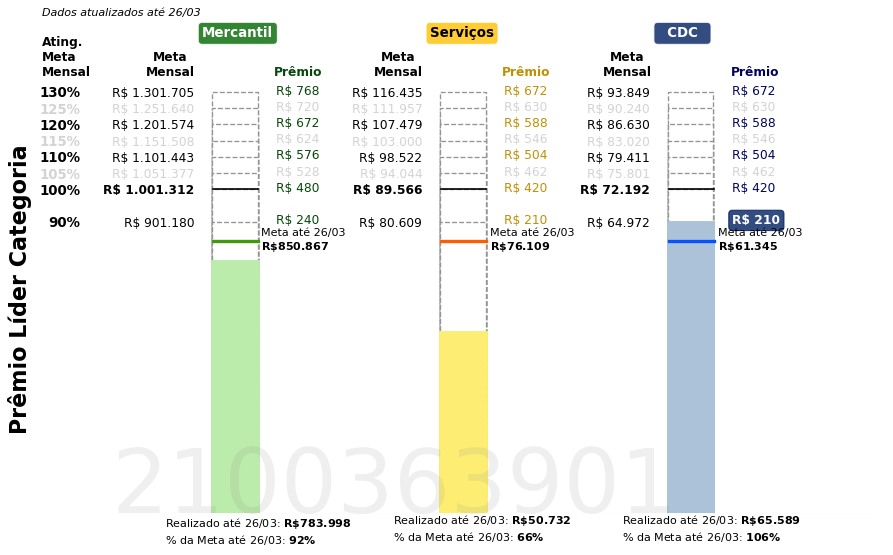 Dados atualizados até 26/03
Mercantil Serviços CDC
Ating. Meta Mensal Meta Mensal Prêmio Meta Mensal Prêmio Meta Mensal Prêmio
130% R$ 1.301.705 R$ 768 R$ 116.435 R$ 672 R$ 93.849 R$ 672
125% R$ 1.251.640 R$ 720 R$ 111.957 R$ 630 R$ 90.240 R$ 630
120% R$ 1.201.574 R$ 672 R$ 107.479 R$ 588 R$ 86.630 R$ 588
115% R$ 1.151.508 R$ 624 R$ 103.000 R$ 546 R$ 83.020 R$ 546
110% R$ 1.101.443 R$ 576 R$ 98.522 R$ 504 R$ 79.411 R$ 504
105% R$ 1.051.377 R$ 528 R$ 94.044 R$ 462 R$ 75.801 R$ 462
100% R$ 1.001.312 R$ 480 R$ 89.566 R$ 420 R$ 72.192 R$ 420
90% R$ 901.180 R$ 240 R$ 80.609 R$ 210 R$ 64.972 R$ 210
Meta até 26/03 Meta até 26/03 Meta até 26/03
R$850.867 R$76.109 R$61.345
Prêmio Líder Categoria
21003639 01
Realizado até 26/03: R$783.998 Realizado até 26/03: R$50.732 Realizado até 26/03: R$65.589
% da Meta até 26/03: 92% % da Meta até 26/03: 66% % da Meta até 26/03: 106%